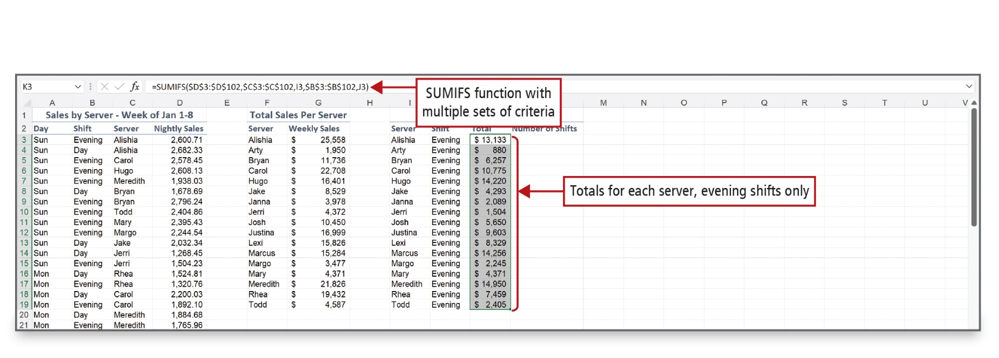 K3 fx =SUMIFS($D$3:$D$102,$C$3:$C$102,I3,$B$3:$B$102,J3)
SUMIFS function with
multiple sets of criteria
A B C D E F G H I M N O P Q R S T U V
1 Sales by Server - Week of Jan 1-8 Total Sales Per Server
2 Day Shift Server Nightly Sales Server Weekly Sales Server Shift Total Number of Shifts
3 Sun Evening Alishia 2,600.71 Alishia $ 25,558 Alishia Evening $ 13,133
4 Sun Day Alishia 2,682.33 Arty $ 1,950 Arty Evening $ 880
5 Sun Evening Carol 2,578.45 Bryan $ 11,736 Bryan Evening $ 6,257
6 Sun Evening Hugo 2,608.13 Carol $ 22,708 Carol Evening $ 10,775
7 Sun Evening Meredith 1,938.03 Hugo $ 16,401 Hugo Evening $ 14,220
8 Sun Day Bryan 1,678.69 Jake $ 8,529 Jake Evening $ 4,293
Totals for each server, evening shifts only
9 Sun Evening Bryan 2,796.24 Janna $ 3,978 Janna Evening $ 2,089
10 Sun Evening Todd 2,404.86 Jerri $ 4,372 Jerri Evening $ 1,504
11 Sun Evening Mary 2,395.43 Josh $ 10,450 Josh Evening $ 5,650
12 Sun Evening Margo 2,244.54 Justina $ 16,999 Justina Evening $ 9,603
13 Sun Day Jake 2,032.34 Lexi $ 15,826 Lexi Evening $ 8,329
14 Sun Day Jerri 1,268.45 Marcus $ 15,284 Marcus Evening $ 14,256
15 Sun Evening Jerri 1,504.23 Margo $ 3,477 Margo Evening $ 2,245
16 Mon Day Rhea 1,524.81 Mary $ 4,371 Mary Evening $ 4,371
17 Mon Evening Rhea 1,320.76 Meredith $ 21,826 Meredith Evening $ 14,950
18 Mon Day Carol 2,200.03 Rhea $ 19,432 Rhea Evening $ 7,459
19 Mon Evening Carol 1,892.10 Todd $ 4,587 Todd Evening $ 2,405
20 Mon Day Meredith 1,884.68
21 Mon Evening Meredith 1,765.96